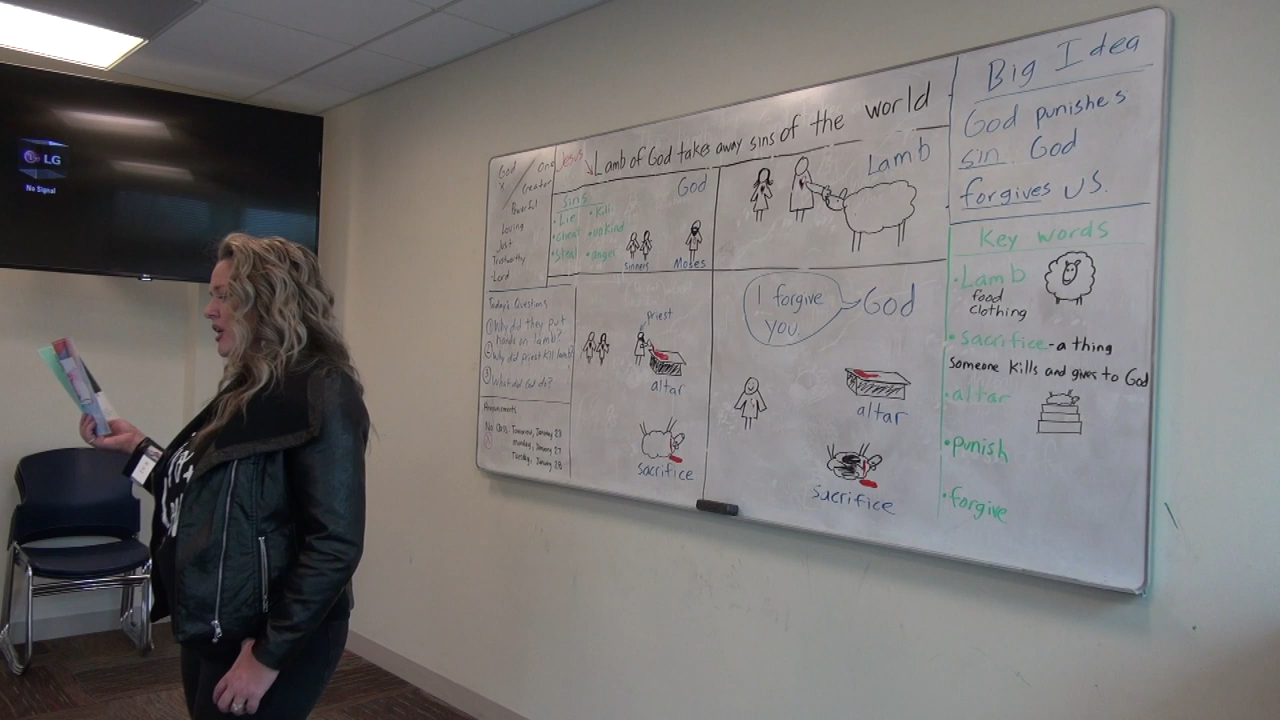 LG
No Signal
God one
is Creator
Powerful
Loving
Just
Trustworthy
Lord
Jesus
Lamb of God takes away sins of the world
God
Sins
• Lie • Kill
• cheat • unkind
• steal • anger
sinners
Moses
Lamb
Today's Questions
① Why did they put
hands on lamb?
② Why did priest kill lamb?
③ What did God do?
Announcements
No Class: Tomorrow, January 23
Monday, January 27
Tuesday, January 28
priest
altar
sacrifice
I forgive
you.
God
altar
sacrifice
Big Idea
God punishes
sin. God
forgives us.
Key words
• Lamb
food
clothing
• sacrifice - a thing
someone kills and gives to God
• altar
• punish
• forgive